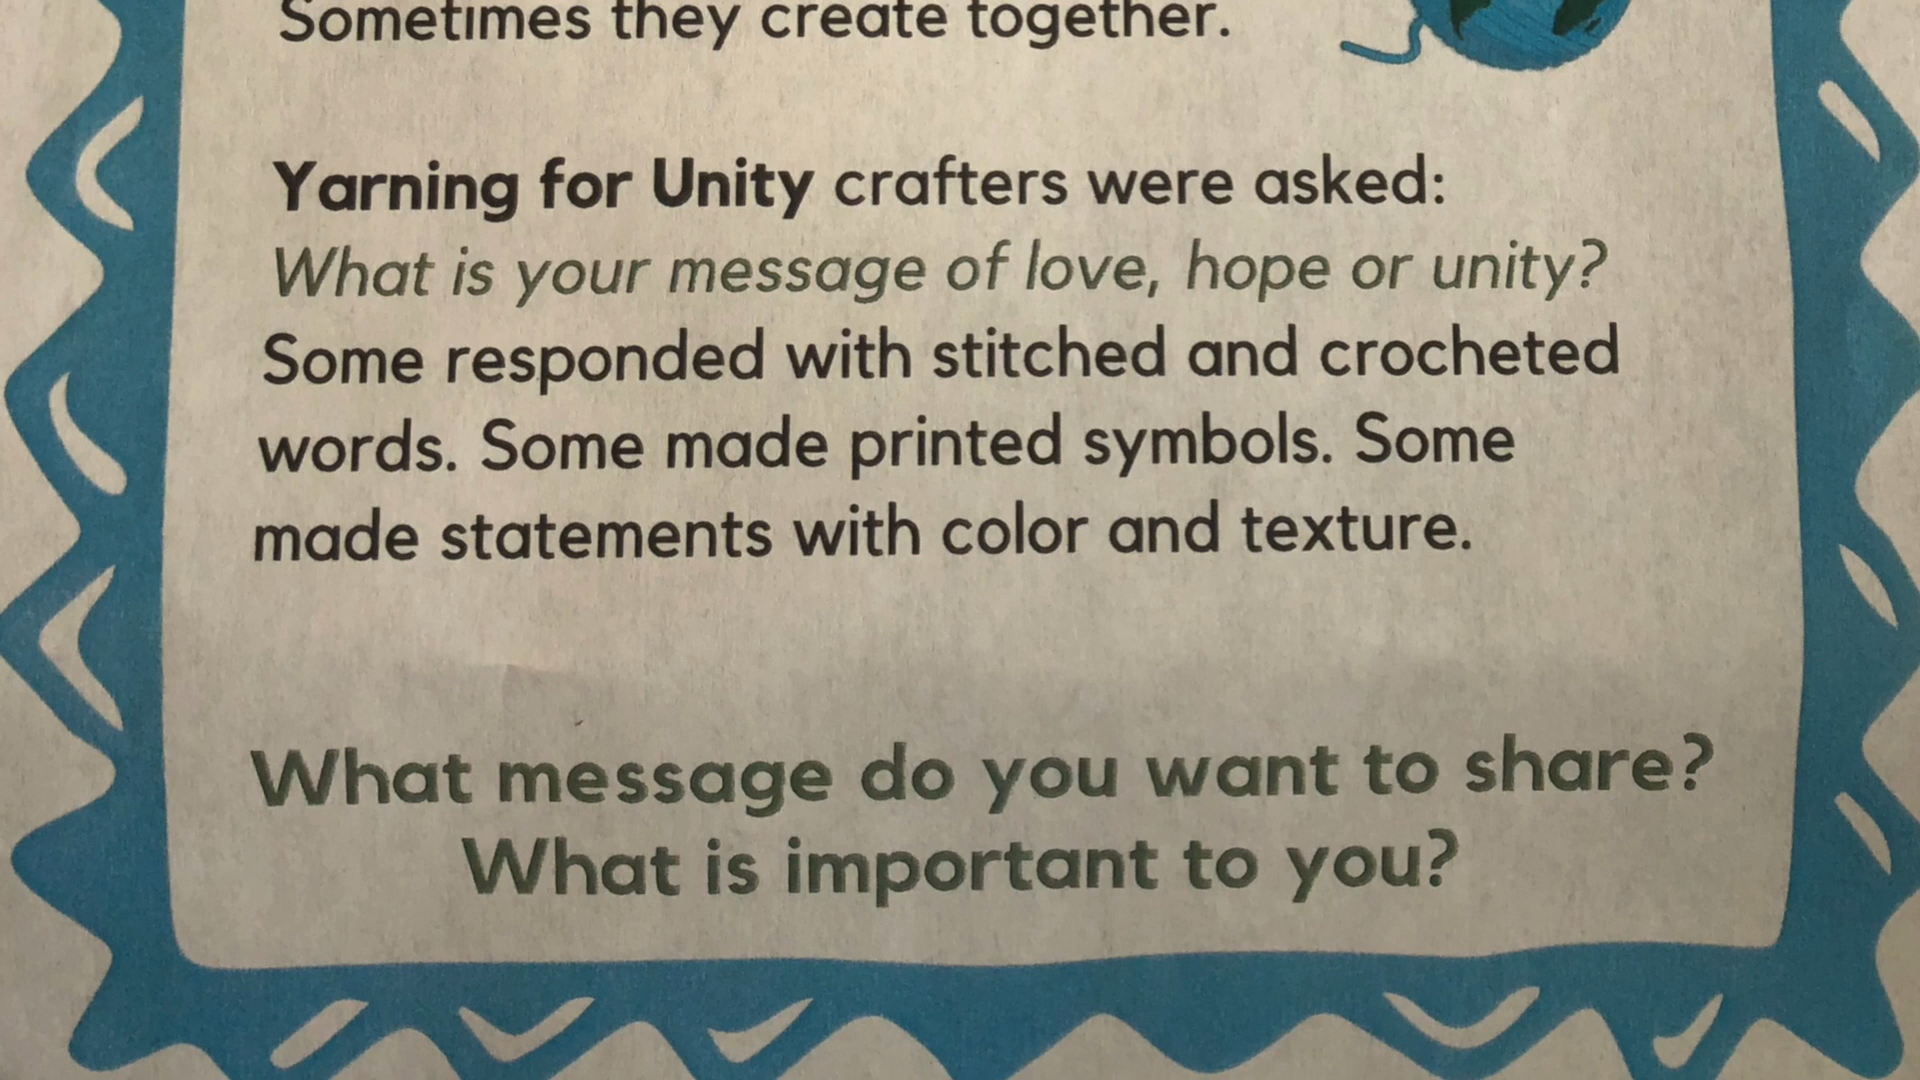 Sometimes they create together.
Yarning for Unity crafters were asked:
What is your message of love, hope or unity?
Some responded with stitched and crocheted
words. Some made printed symbols. Some
made statements with color and texture.
What message do you want to share?
What is important to you?